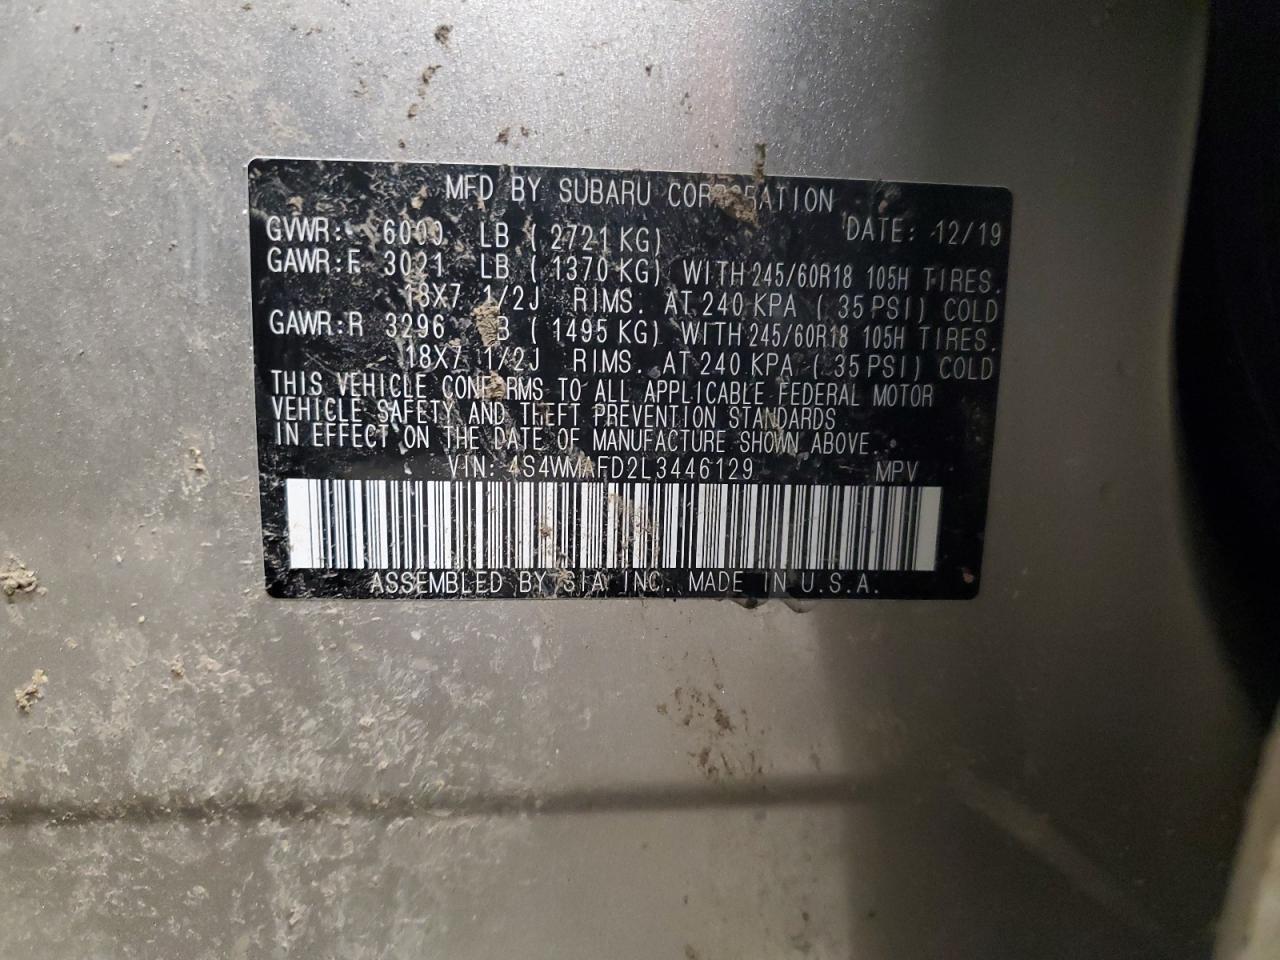 MFD BY SUBARU CORPORATION
GVWR: 6000 LB ( 2721 KG) DATE: 12/19
GAWR:F 3021 LB ( 1370 KG) WITH 245/60R18 105H TIRES.
18X7 1/2J RIMS. AT 240 KPA ( 35 PSI) COLD
GAWR:R 3296 LB ( 1495 KG) WITH 245/60R18 105H TIRES.
18X7 1/2J RIMS. AT 240 KPA ( 35 PSI) COLD
THIS VEHICLE CONFORMS TO ALL APPLICABLE FEDERAL MOTOR
VEHICLE SAFETY AND THEFT PREVENTION STANDARDS
IN EFFECT ON THE DATE OF MANUFACTURE SHOWN ABOVE.
VIN: 4S4WMAFD2L3446129 MPV
ASSEMBLED BY SIA INC. MADE IN U.S.A.